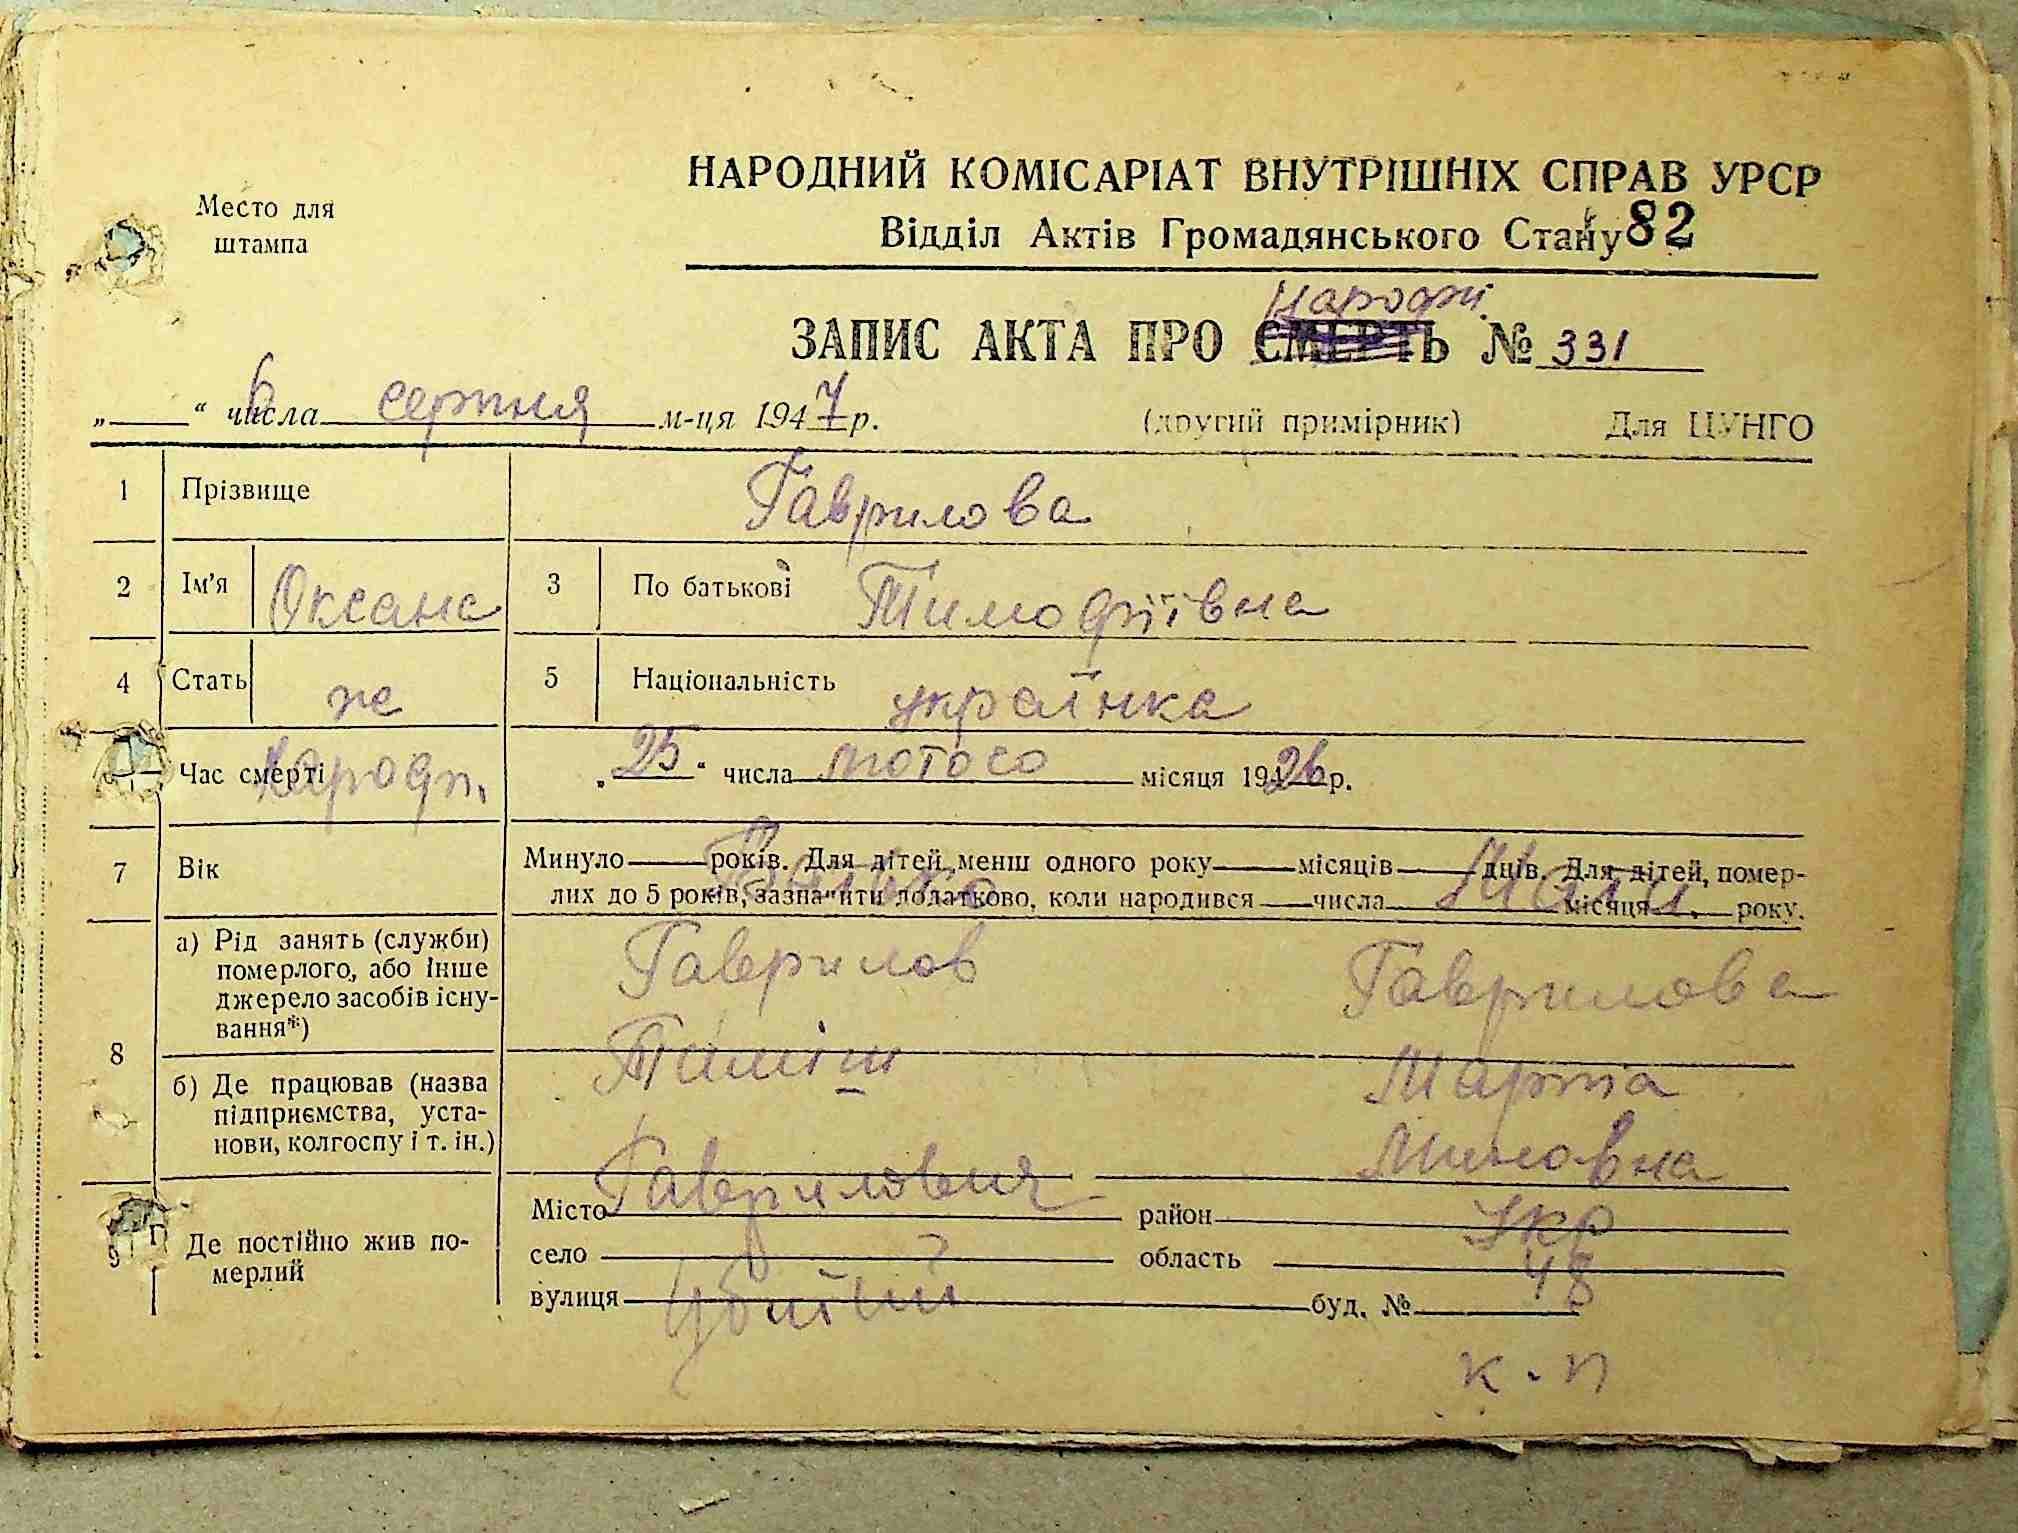 НАРОДНИЙ КОМІСАРІАТ ВНУТРІШНІХ СПРАВ УРСР
Место для
штампа
Відділ Актів Громадянського Стану 82
народж.
ЗАПИС АКТА ПРО СМЕРТЬ № 331
„ “ 6 числа серпня м-ця 1947 р.
(другий примірник) Для ЦУНГО
1 Прізвище Гаврилова
2 Ім'я Оксана 3 По батькові Тимофіївна
4 Стать ж 5 Національність українка
Час смерті народж. „25“ числа лютого місяця 1926 р.
7 Вік Минуло років. Для дітей менш одного року місяців днів. Для дітей, помер-
лих до 5 років, зазначити додатково, коли народився числа місяця року.
Батько Мати
8 а) Рід занять (служби)
померлого, або інше
джерело засобів існу-
вання*)
Гаврилов Гаврилова
Тиміш Марта
б) Де працював (назва
підприємства, уста-
нови, колгоспу і т. ін.)
Гаврилович Миновна
9 Де постійно жив по-
мерлий
Місто район укр
село область 48
вулиця буд. №
к.п